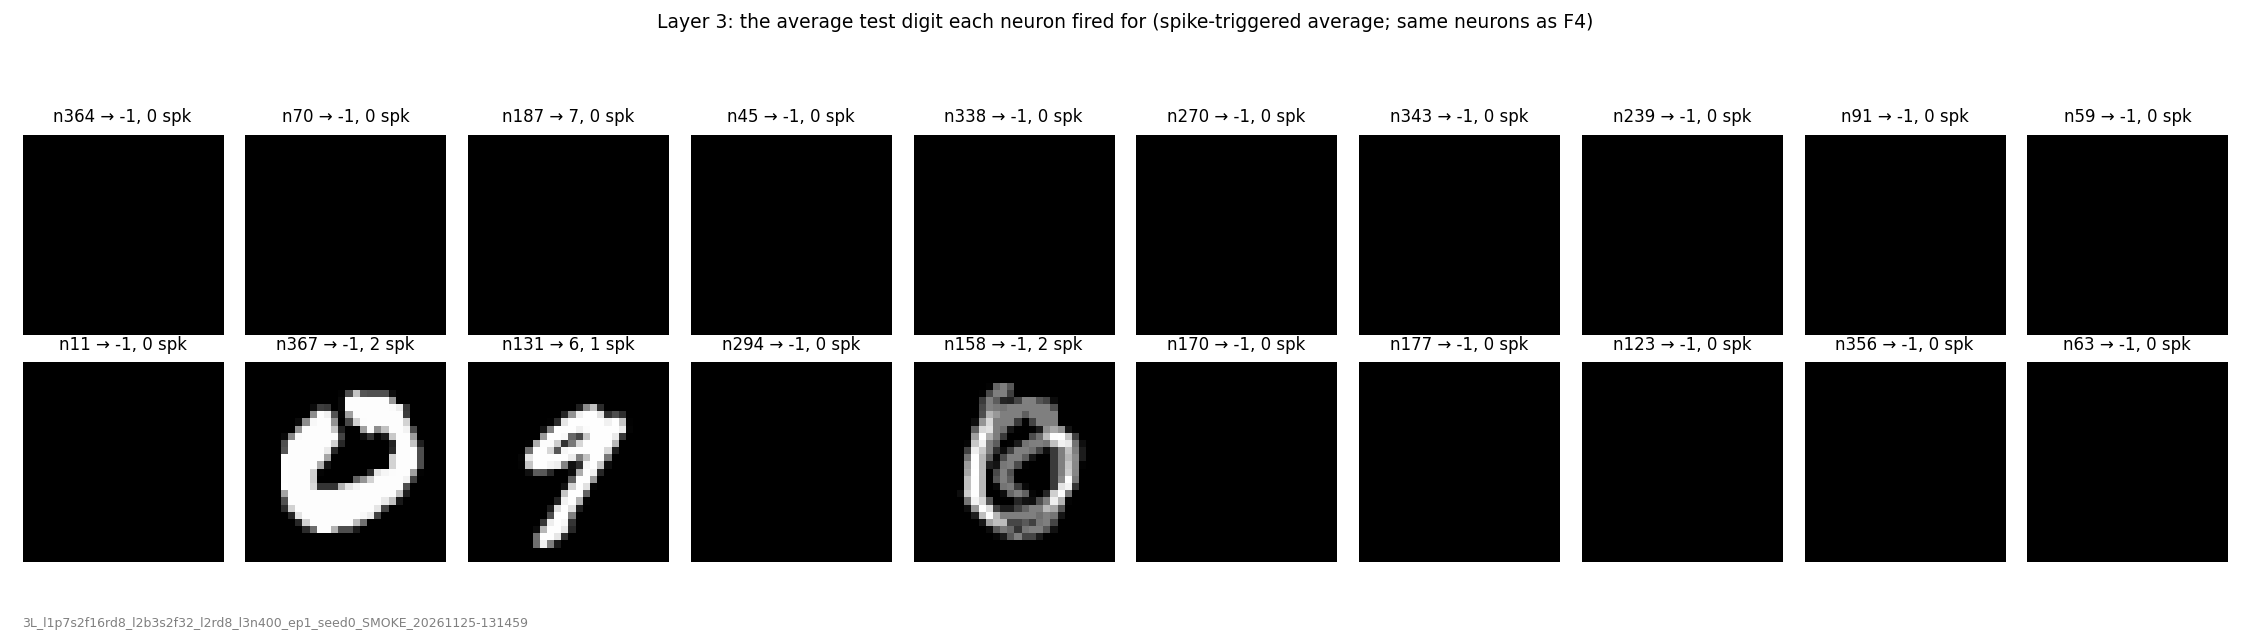 Layer 3: the average test digit each neuron fired for (spike-triggered average; same neurons as F4)
n364 → -1, 0 spk
n70 → -1, 0 spk
n187 → 7, 0 spk
n45 → -1, 0 spk
n338 → -1, 0 spk
n270 → -1, 0 spk
n343 → -1, 0 spk
n239 → -1, 0 spk
n91 → -1, 0 spk
n59 → -1, 0 spk
n11 → -1, 0 spk
n367 → -1, 2 spk
n131 → 6, 1 spk
n294 → -1, 0 spk
n158 → -1, 2 spk
n170 → -1, 0 spk
n177 → -1, 0 spk
n123 → -1, 0 spk
n356 → -1, 0 spk
n63 → -1, 0 spk
3L_l1p7s2f16rd8_l2b3s2f32_l2rd8_l3n400_ep1_seed0_SMOKE_20261125-131459